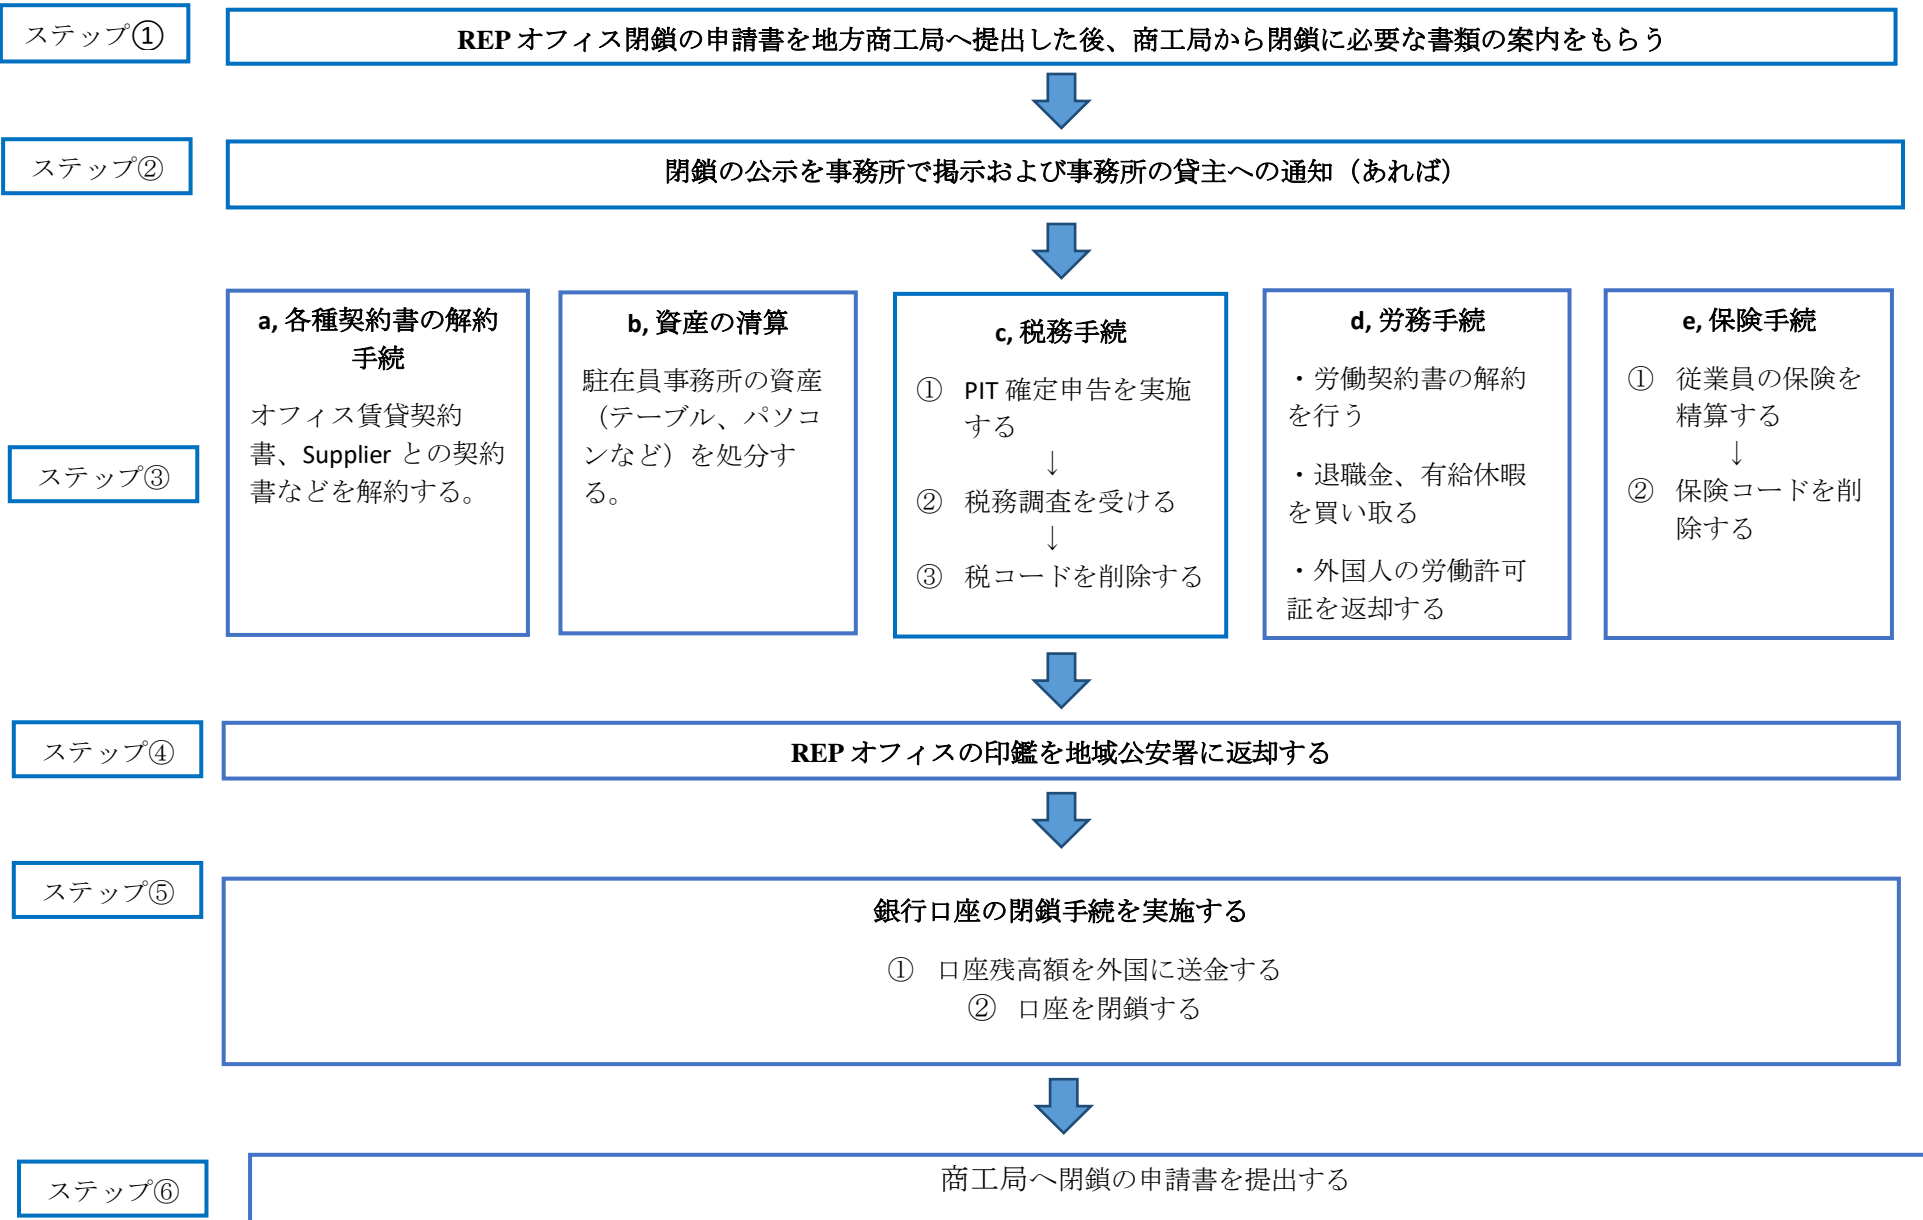 ステップ①
REP オフィス閉鎖の申請書を地方商工局へ提出した後、商工局から閉鎖に必要な書類の案内をもらう
ステップ②
閉鎖の公示を事務所で掲示および事務所の貸主への通知（あれば）
ステップ③
a, 各種契約書の解約
手続
オフィス賃貸契約
書、Supplier との契約
書などを解約する。
b, 資産の清算
駐在員事務所の資産
（テーブル、パソコ
ンなど）を処分す
る。
c, 税務手続
① PIT 確定申告を実施
する
↓
② 税務調査を受ける
↓
③ 税コードを削除する
d, 労務手続
・労働契約書の解約
を行う
・退職金、有給休暇
を買い取る
・外国人の労働許可
証を返却する
e, 保険手続
① 従業員の保険を
精算する
↓
② 保険コードを削
除する
ステップ④
REP オフィスの印鑑を地域公安署に返却する
ステップ⑤
銀行口座の閉鎖手続を実施する
① 口座残高額を外国に送金する
② 口座を閉鎖する
ステップ⑥
商工局へ閉鎖の申請書を提出する